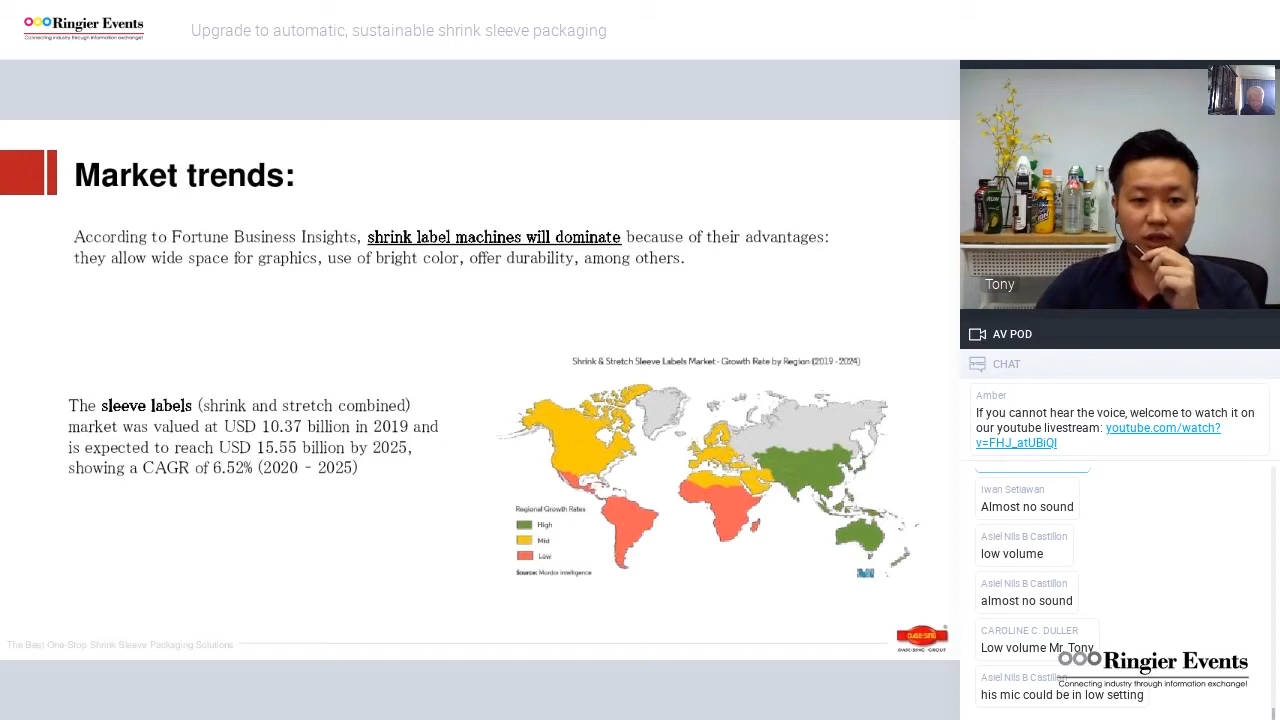 Ringier Events
Connecting industry through information exchange!
Upgrade to automatic, sustainable shrink sleeve packaging
Market trends:
According to Fortune Business Insights, shrink label machines will dominate because of their advantages:
they allow wide space for graphics, use of bright color, offer durability, among others.
The sleeve labels (shrink and stretch combined)
market was valued at USD 10.37 billion in 2019 and
is expected to reach USD 15.55 billion by 2025,
showing a CAGR of 6.52% (2020 - 2025)
Shrink & Stretch Sleeve Labels Market - Growth Rate by Region (2019 - 2024)
Regional Growth Rates
High
Mid
Low
Source: Mordor Intelligence
The Best One-Stop Shrink Sleeve Packaging Solutions
DASE-SING
DASE-SING GROUP
Tony
AV POD
CHAT
Amber
If you cannot hear the voice, welcome to watch it on
our youtube livestream: youtube.com/watch?
v=FHJ_atUBiQI
Iwan Setiawan
Almost no sound
Asiel Nils B Castillon
low volume
Asiel Nils B Castillon
almost no sound
CAROLINE C. DULLER
Low volume Mr. Tony
Asiel Nils B Castillon
his mic could be in low setting
Ringier Events
Connecting industry through information exchange!